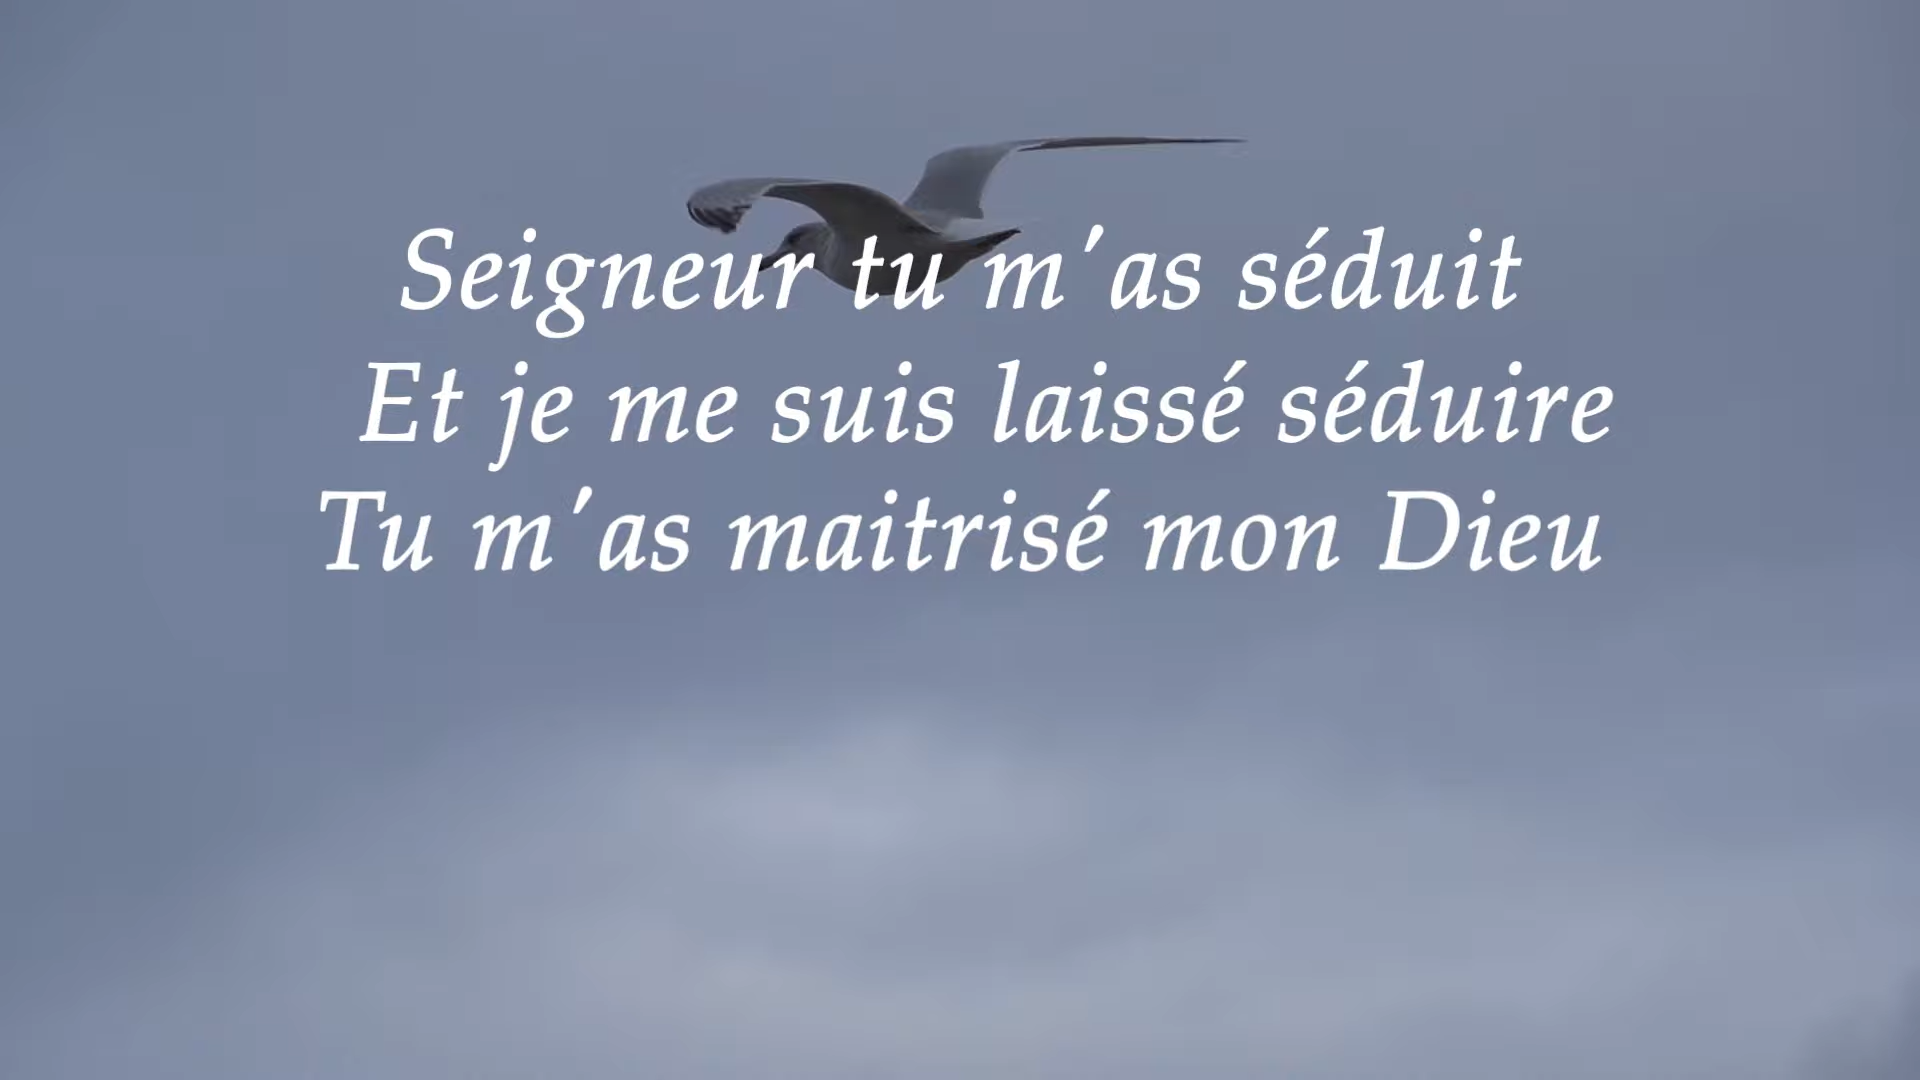 Seigneur tu m'as séduit
Et je me suis laissé séduire
Tu m'as maitrisé mon Dieu